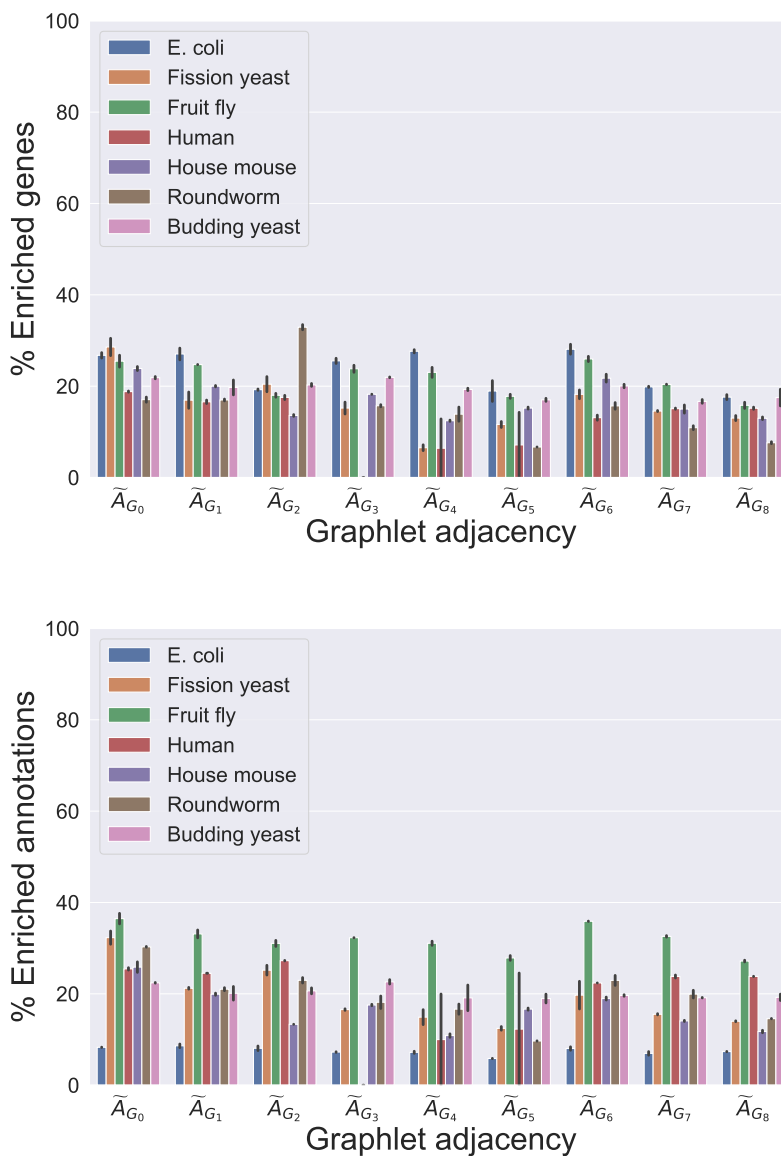 100
80
60
40
20
0
% Enriched genes
E. coli
Fission yeast
Fruit fly
Human
House mouse
Roundworm
Budding yeast
Ã_G₀ Ã_G₁ Ã_G₂ Ã_G₃ Ã_G₄ Ã_G₅ Ã_G₆ Ã_G₇ Ã_G₈
Graphlet adjacency
100
80
60
40
20
0
% Enriched annotations
E. coli
Fission yeast
Fruit fly
Human
House mouse
Roundworm
Budding yeast
Ã_G₀ Ã_G₁ Ã_G₂ Ã_G₃ Ã_G₄ Ã_G₅ Ã_G₆ Ã_G₇ Ã_G₈
Graphlet adjacency